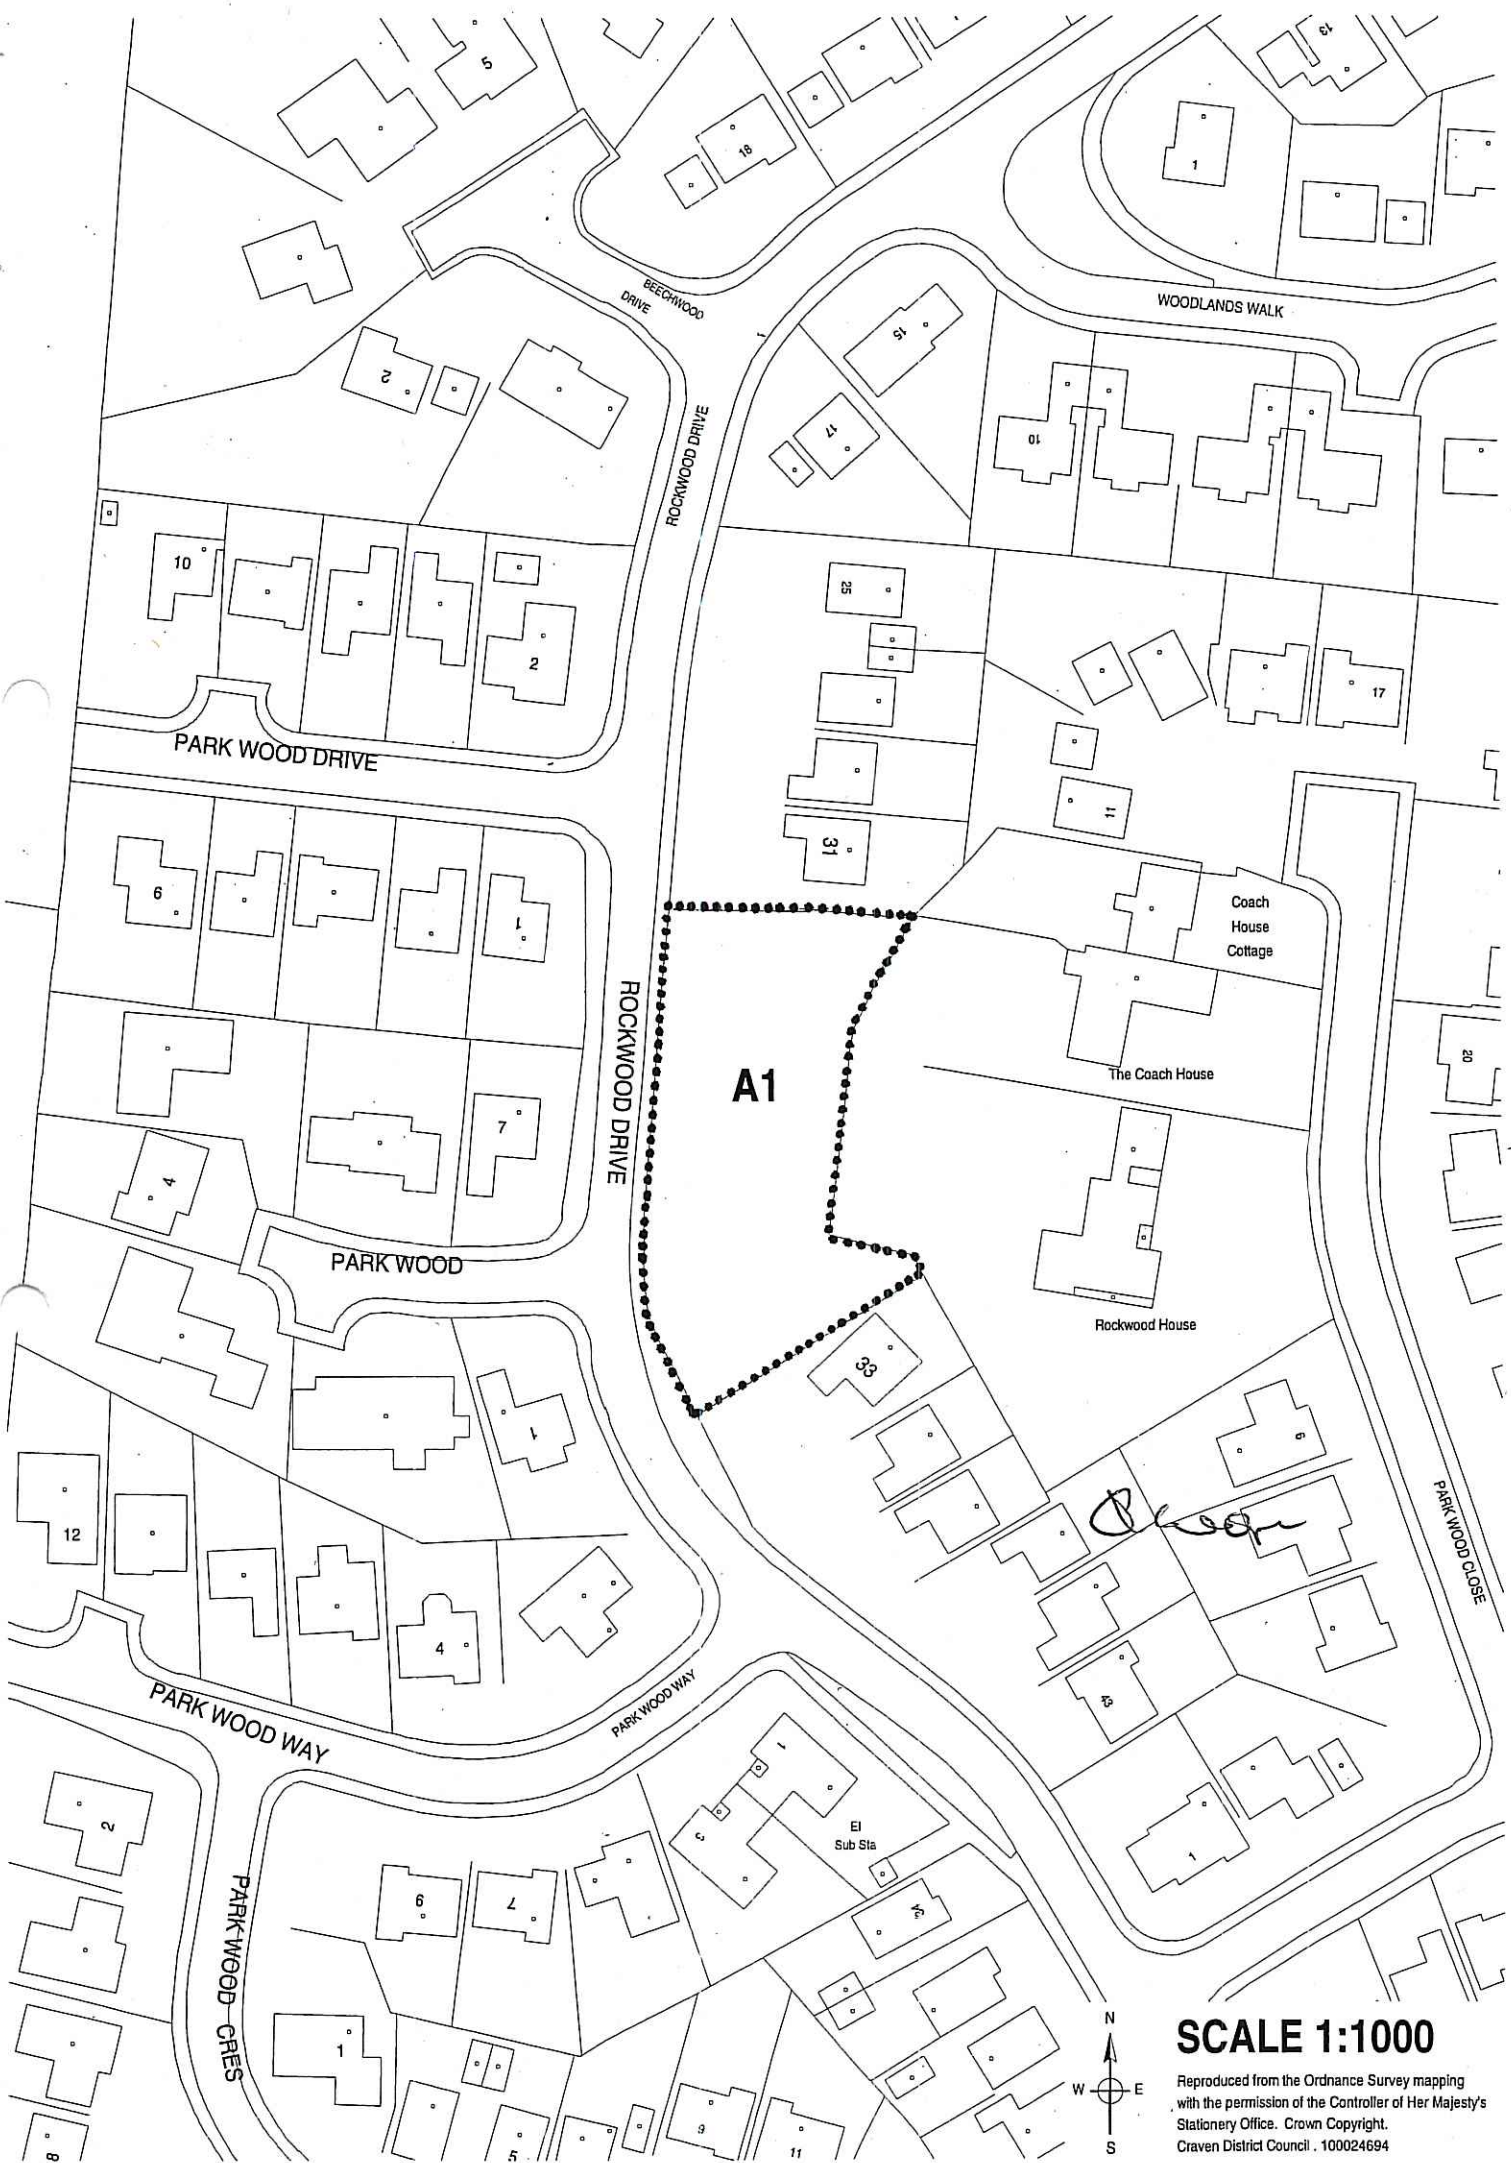 13
5
18
1
BEECHWOOD
DRIVE
WOODLANDS WALK
15
2
17
10
ROCKWOOD DRIVE
10
25
2
17
PARK WOOD DRIVE
11
31
6
1
Coach
House
Cottage
ROCKWOOD DRIVE
A1
20
The Coach House
7
4
PARK WOOD
Rockwood House
33
1
6
12
PARK WOOD CLOSE
4
43
PARK WOOD WAY
PARK WOOD WAY
1
2
3
El
Sub Sta
1
9
7
34
PARK WOOD CRES
1
N
W E
S
SCALE 1:1000
Reproduced from the Ordnance Survey mapping
with the permission of the Controller of Her Majesty's
Stationery Office. Crown Copyright.
Craven District Council . 100024694
8
5
9
11